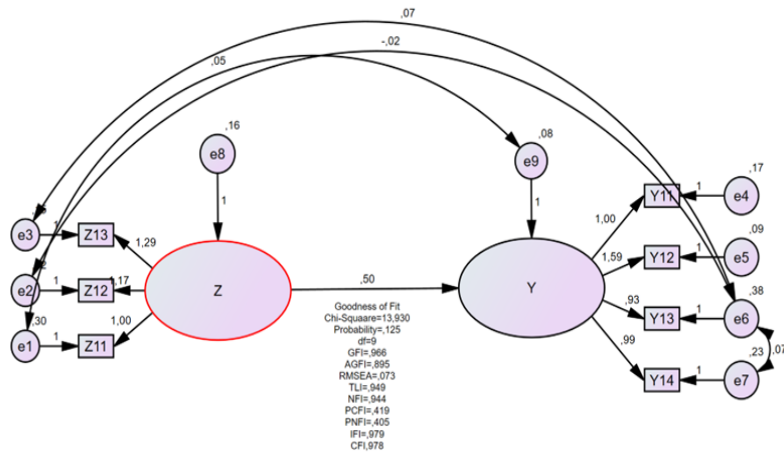 ,07
-,02
,05
,16
e8
,08
e9
,17
1
1
Y11
1
e4
e3
1
Z13
1,29
1,00
,09
Y12
1
e5
1,59
e2
1
Z12
1,17
Z
,50
Y
,38
,93
Y13
1
e6
,30
e1
1
Z11
1,00
,99
Y14
1
,23
e7
,07
Goodness of Fit
Chi-Squaare=13,930
Probability=,125
df=9
GFI=,966
AGFI=,895
RMSEA=,073
TLI=,949
NFI=,944
PCFI=,419
PNFI=,405
IFI=,979
CFI,978